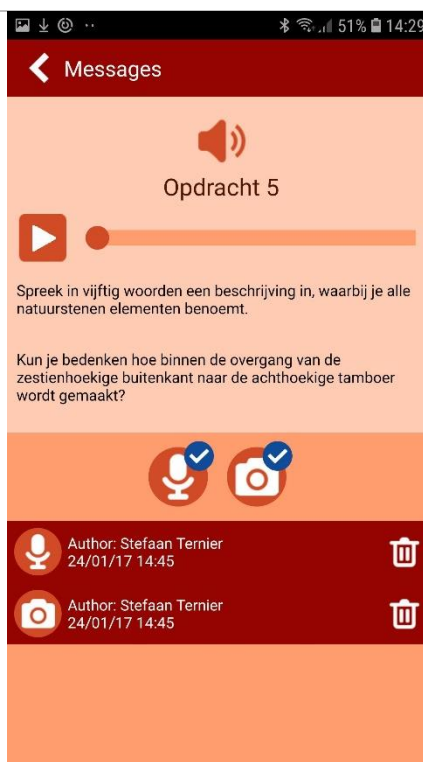 51% 14:29
Messages
Opdracht 5
Spreek in vijftig woorden een beschrijving in, waarbij je alle
natuurstenen elementen benoemt.
Kun je bedenken hoe binnen de overgang van de
zestienhoekige buitenkant naar de achthoekige tamboer
wordt gemaakt?
Author: Stefaan Ternier
24/01/17 14:45
Author: Stefaan Ternier
24/01/17 14:45